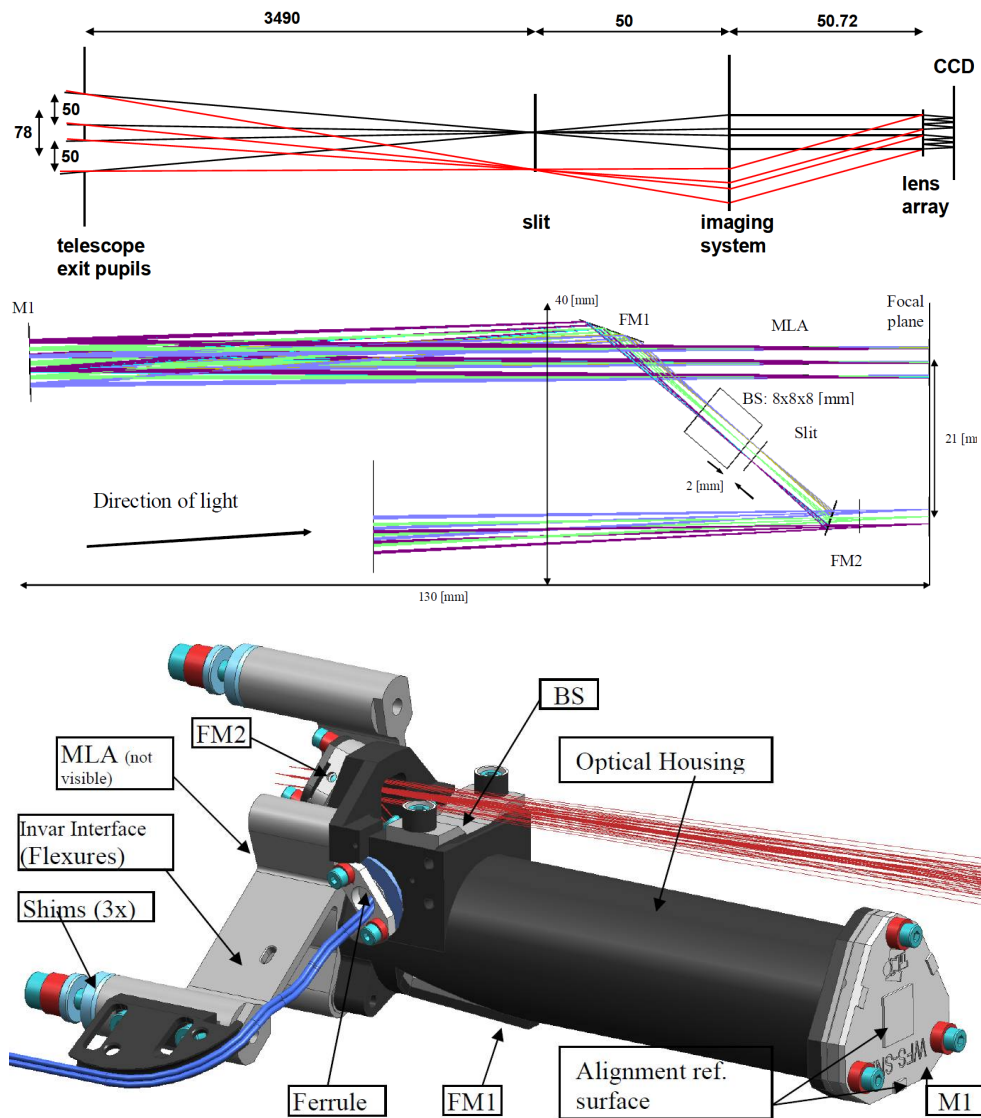 3490
50
50.72
CCD
50
78
50
lens
array
slit
imaging
system
telescope
exit pupils
M1
40 [mm]
FM1
MLA
Focal
plane
BS: 8x8x8 [mm]
Slit
21 [m
2 [mm]
Direction of light
FM2
130 [mm]
BS
FM2
MLA (not
visible)
Optical Housing
Invar Interface
(Flexures)
Shims (3x)
Ferrule
FM1
Alignment ref.
surface
M1